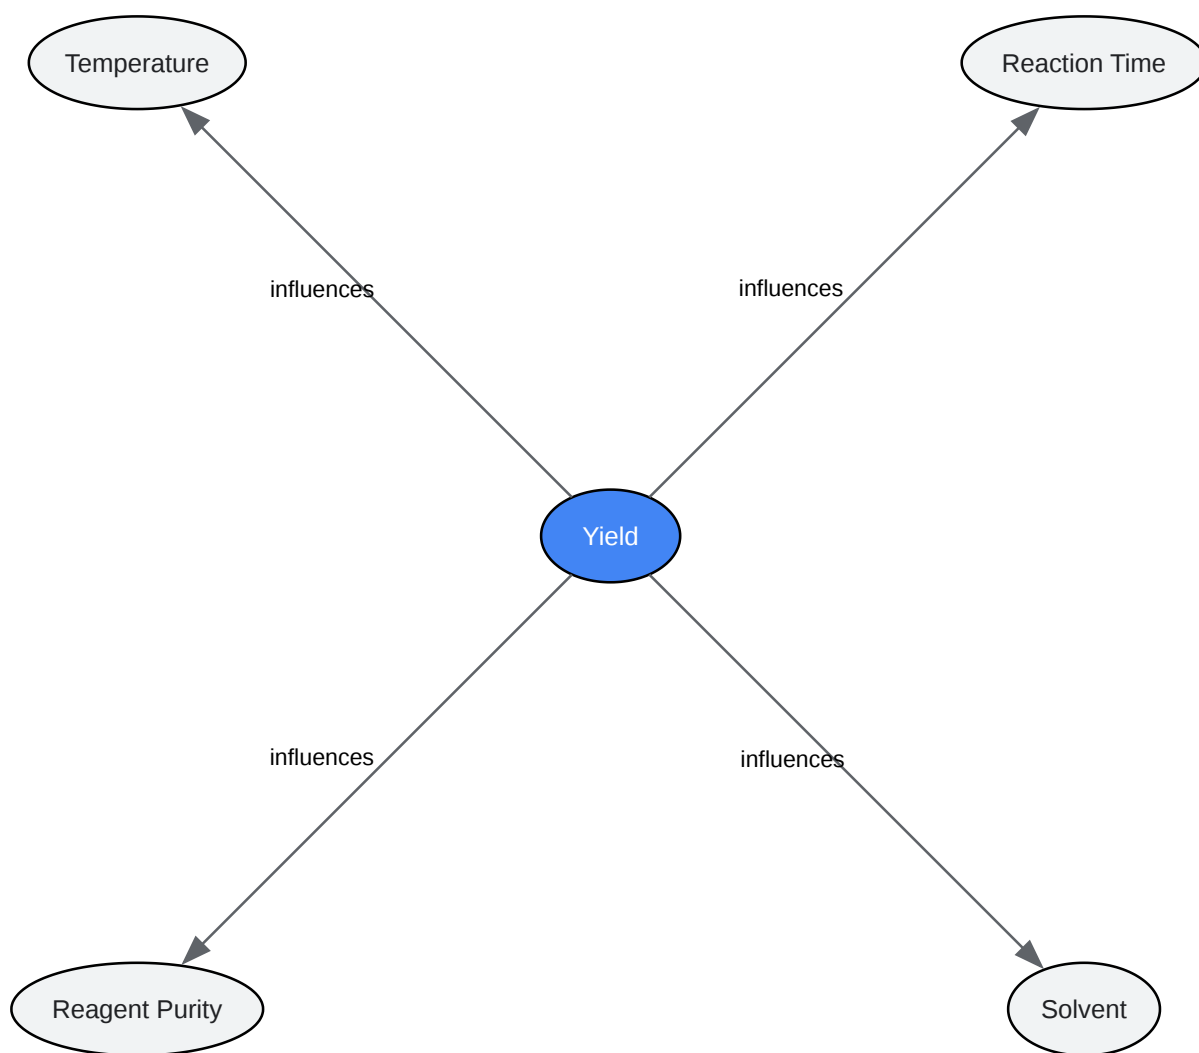 Temperature
Reaction Time
influences
influences
Yield
influences
influences
Reagent Purity
Solvent